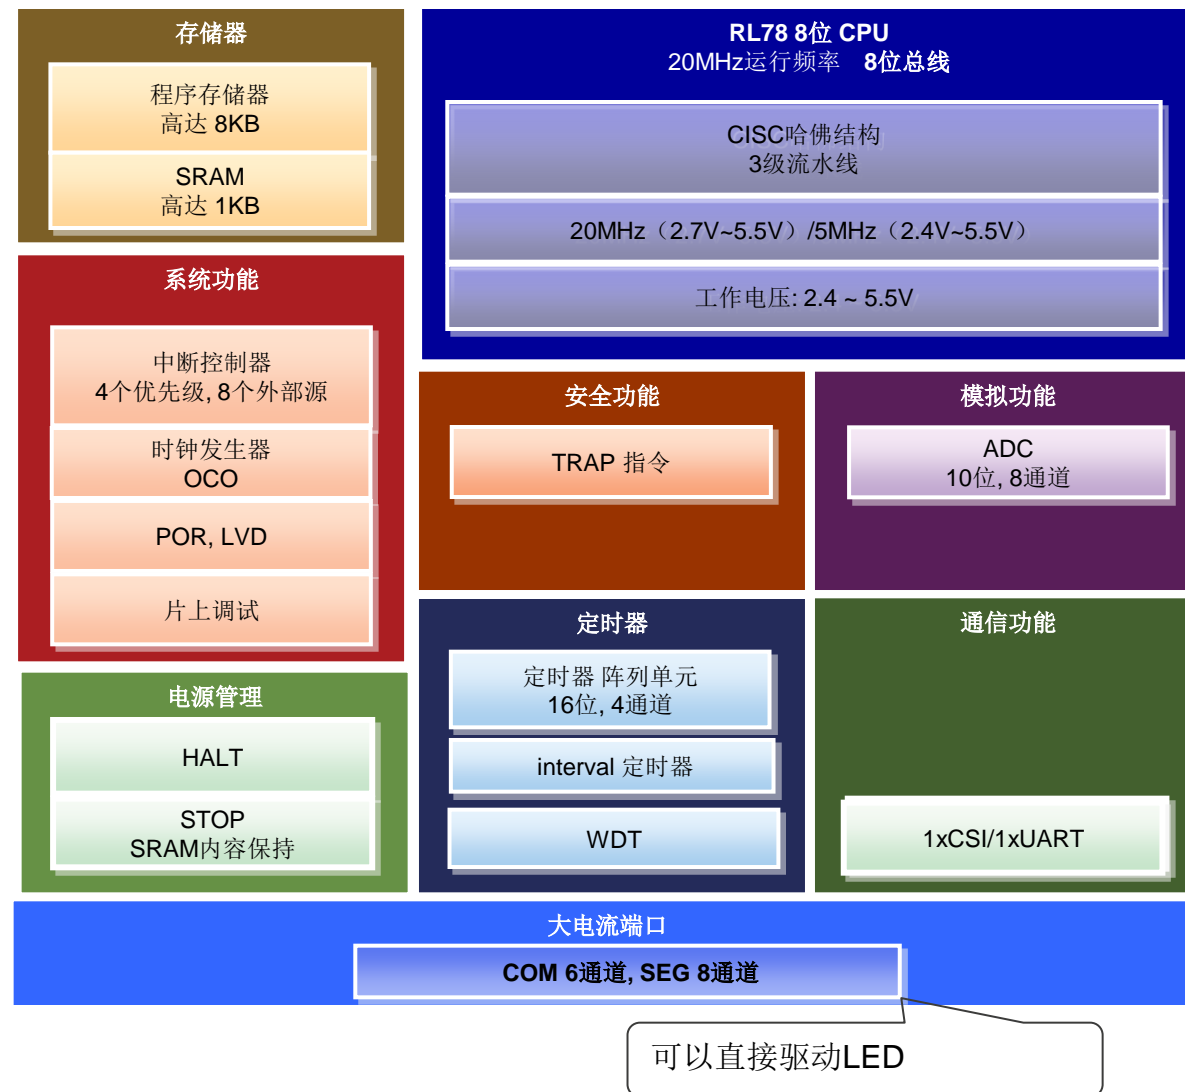 存储器
程序存储器
高达 8KB
SRAM
高达 1KB
RL78 8位 CPU
20MHz运行频率 8位总线
CISC哈佛结构
3级流水线
20MHz（2.7V~5.5V）/5MHz（2.4V~5.5V）
工作电压: 2.4 ~ 5.5V
系统功能
中断控制器
4个优先级, 8个外部源
时钟发生器
OCO
POR, LVD
片上调试
安全功能
TRAP 指令
模拟功能
ADC
10位, 8通道
电源管理
HALT
STOP
SRAM内容保持
定时器
定时器 阵列单元
16位, 4通道
interval 定时器
WDT
通信功能
1xCSI/1xUART
大电流端口
COM 6通道, SEG 8通道
可以直接驱动LED